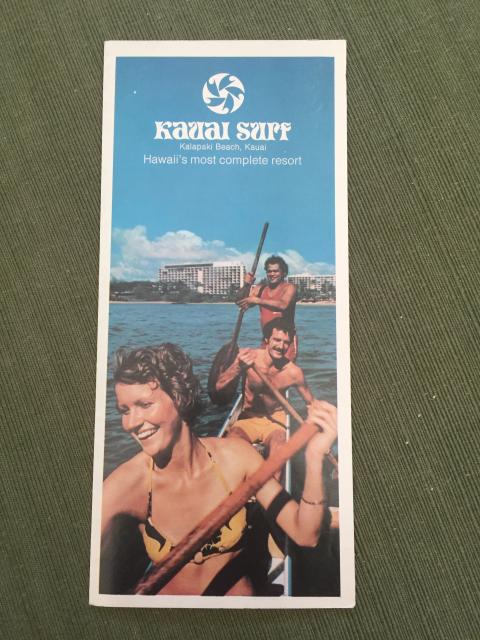 Kauai Surf
Kalapaki Beach, Kauai
Hawaii's most complete resort